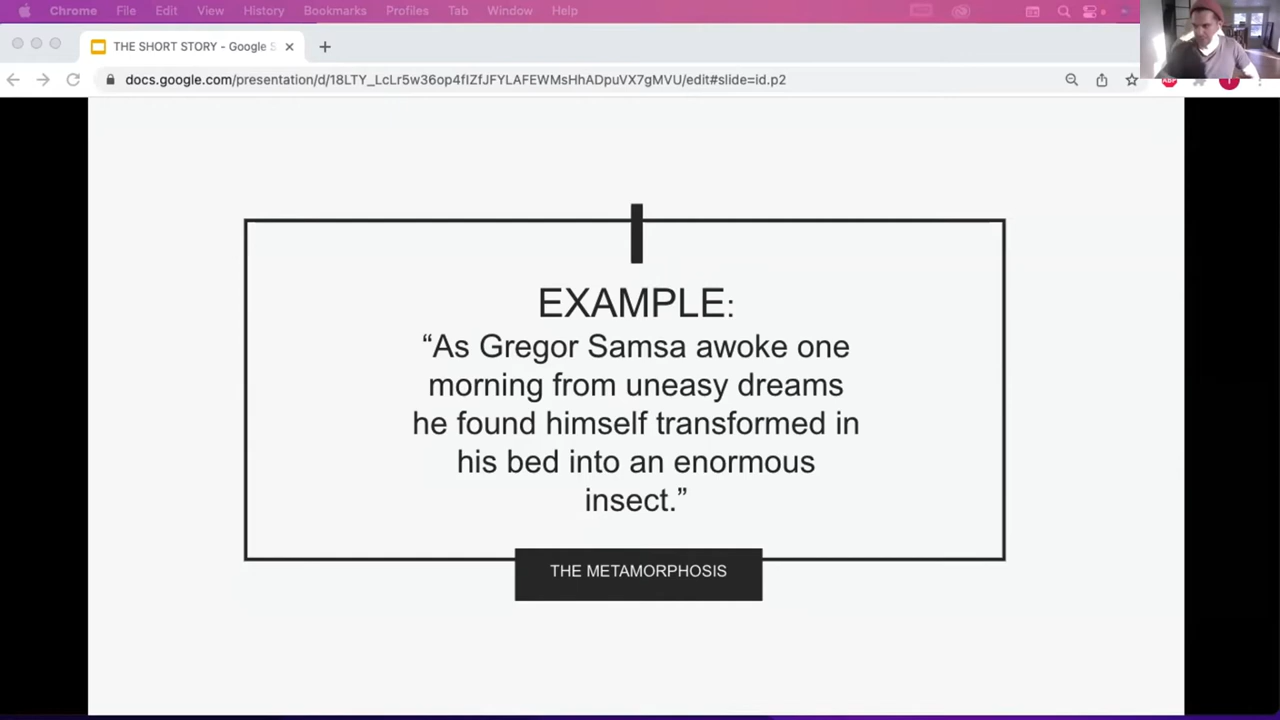 Chrome File Edit View History Bookmarks Profiles Tab Window Help
THE SHORT STORY - Google S
docs.google.com/presentation/d/18LTY_LcLr5w36op4fIZfJFYLAFEWMsHhADpuVX7gMVU/edit#slide=id.p2
EXAMPLE:
“As Gregor Samsa awoke one
morning from uneasy dreams
he found himself transformed in
his bed into an enormous
insect.”
THE METAMORPHOSIS